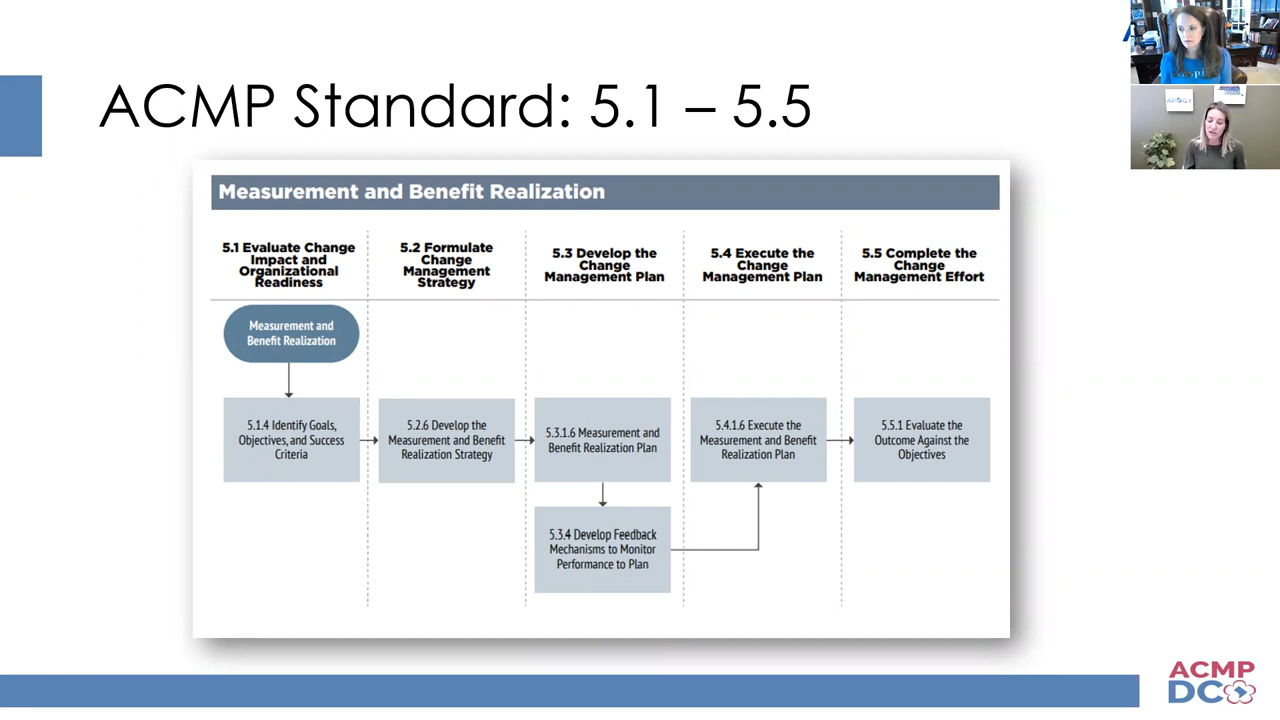 ACMP Standard: 5.1 – 5.5
Measurement and Benefit Realization
5.1 Evaluate Change
Impact and
Organizational
Readiness
5.2 Formulate
Change
Management
Strategy
5.3 Develop the
Change
Management Plan
5.4 Execute the
Change
Management Plan
5.5 Complete the
Change
Management Effort
Measurement and
Benefit Realization
5.1.4 Identify Goals,
Objectives, and Success
Criteria
5.2.6 Develop the
Measurement and Benefit
Realization Strategy
5.3.1.6 Measurement and
Benefit Realization Plan
5.4.1.6 Execute the
Measurement and Benefit
Realization Plan
5.5.1 Evaluate the
Outcome Against the
Objectives
5.3.4 Develop Feedback
Mechanisms to Monitor
Performance to Plan
ACMP
DC